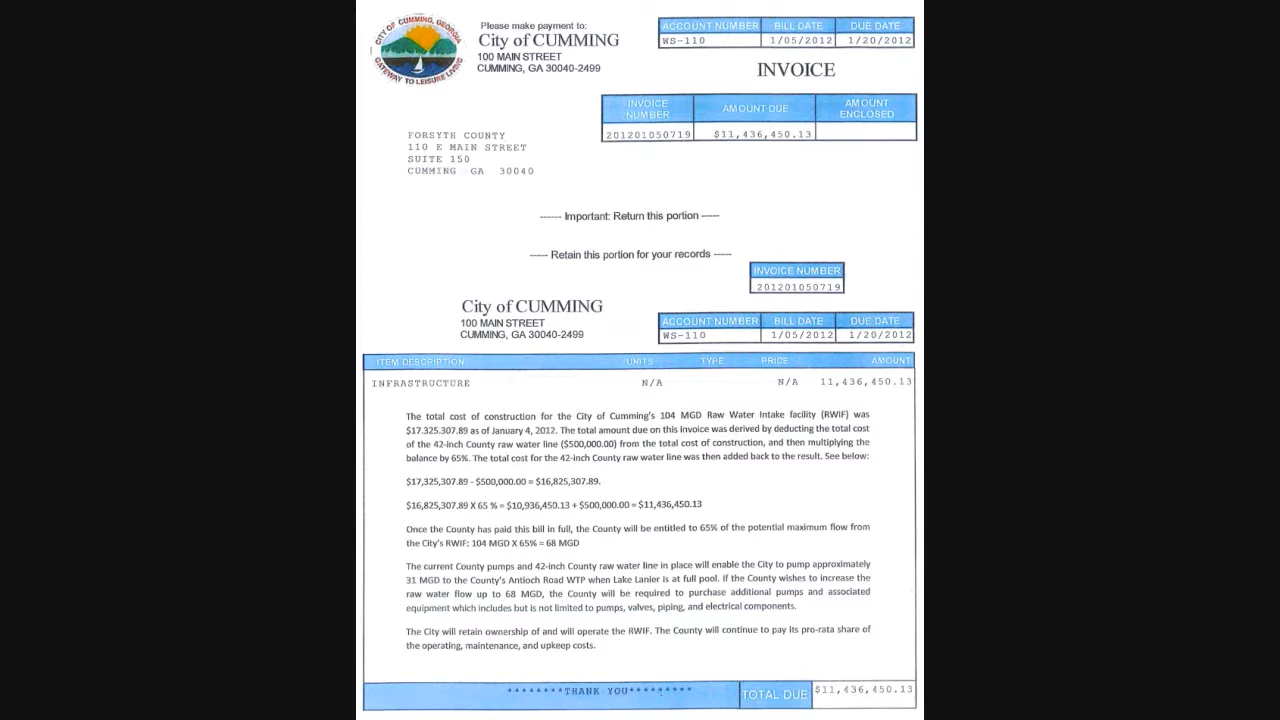 CITY OF CUMMING, GEORGIA
GATEWAY TO LEISURE LIVING
Please make payment to:
City of CUMMING
100 MAIN STREET
CUMMING, GA 30040-2499
ACCOUNT NUMBER BILL DATE DUE DATE
WS-110 1/05/2012 1/20/2012
INVOICE
INVOICE NUMBER AMOUNT DUE AMOUNT ENCLOSED
201201050719 $11,436,450.13
FORSYTH COUNTY
110 E MAIN STREET
SUITE 150
CUMMING GA 30040
------ Important: Return this portion -----
----- Retain this portion for your records -----
INVOICE NUMBER
201201050719
City of CUMMING
100 MAIN STREET
CUMMING, GA 30040-2499
ACCOUNT NUMBER BILL DATE DUE DATE
WS-110 1/05/2012 1/20/2012
ITEM DESCRIPTION UNITS TYPE PRICE AMOUNT
INFRASTRUCTURE N/A N/A 11,436,450.13
The total cost of construction for the City of Cumming's 104 MGD Raw Water Intake facility (RWIF) was
$17.325.307.89 as of January 4, 2012. The total amount due on this invoice was derived by deducting the total cost
of the 42-inch County raw water line ($500,000.00) from the total cost of construction, and then multiplying the
balance by 65%. The total cost for the 42-inch County raw water line was then added back to the result. See below:
$17,325,307.89 - $500,000.00 = $16,825,307.89.
$16,825,307.89 X 65 % = $10,936,450.13 + $500,000.00 = $11,436,450.13
Once the County has paid this bill in full, the County will be entitled to 65% of the potential maximum flow from
the City's RWIF: 104 MGD X 65% = 68 MGD
The current County pumps and 42-inch County raw water line in place will enable the City to pump approximately
31 MGD to the County's Antioch Road WTP when Lake Lanier is at full pool. If the County wishes to increase the
raw water flow up to 68 MGD, the County will be required to purchase additional pumps and associated
equipment which includes but is not limited to pumps, valves, piping, and electrical components.
The City will retain ownership of and will operate the RWIF. The County will continue to pay its pro-rata share of
the operating, maintenance, and upkeep costs.
********THANK YOU********* TOTAL DUE $11,436,450.13